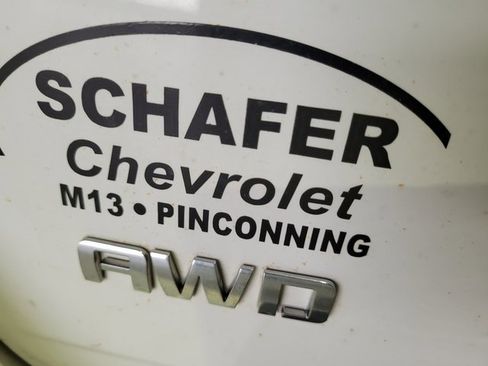 SCHAFER
Chevrolet
M13 • PINCONNING
AWD